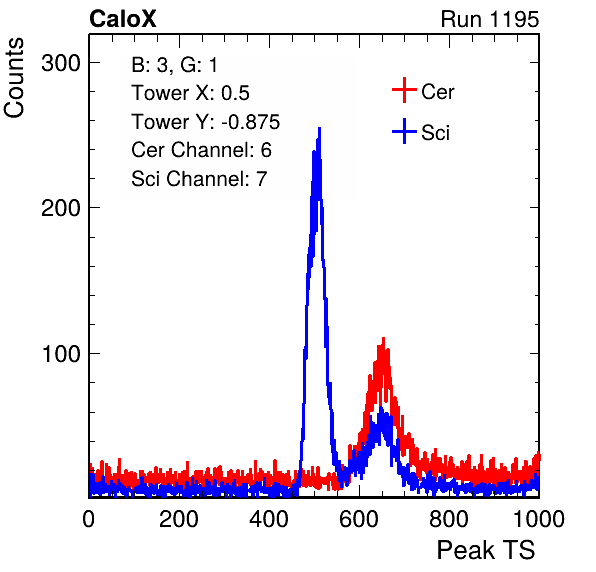 CaloX Run 1195
Counts
300
200
100
B: 3, G: 1
Tower X: 0.5
Tower Y: -0.875
Cer Channel: 6
Sci Channel: 7
Cer
Sci
0 200 400 600 800 1000
Peak TS